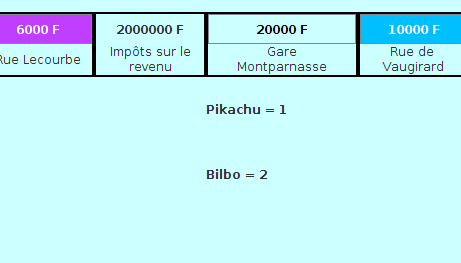 6000 F
Rue Lecourbe
2000000 F
Impôts sur le
revenu
20000 F
Gare
Montparnasse
10000 F
Rue de
Vaugirard
Pikachu = 1
Bilbo = 2